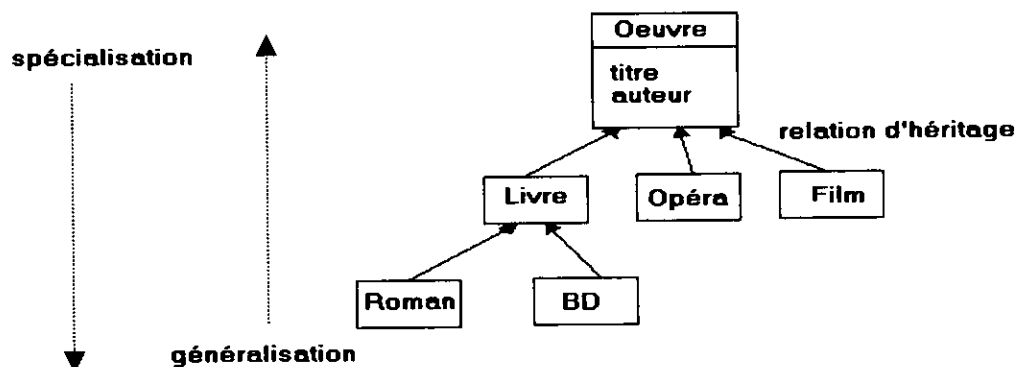 Oeuvre
spécialisation
titre
auteur
relation d'héritage
Livre
Opéra
Film
Roman
BD
généralisation